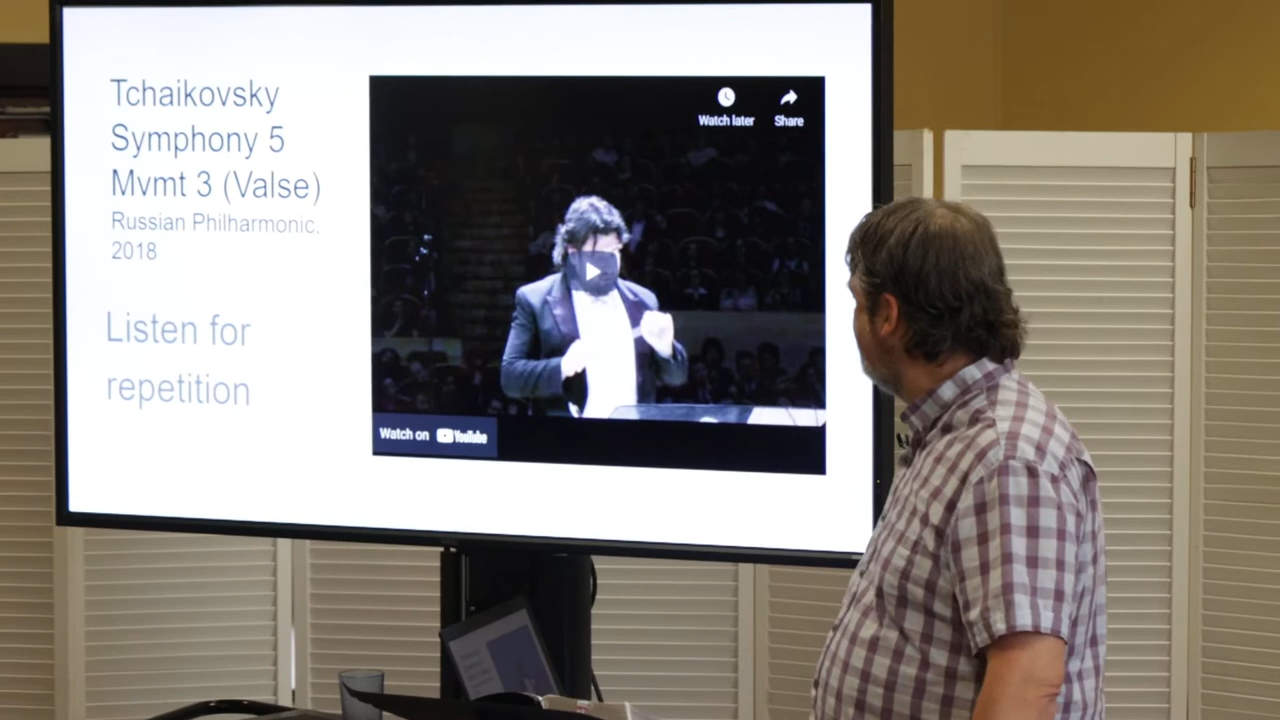 Tchaikovsky
Symphony 5
Mvmt 3 (Valse)
Russian Philharmonic,
2018
Listen for
repetition
Watch later
Share
Watch on YouTube